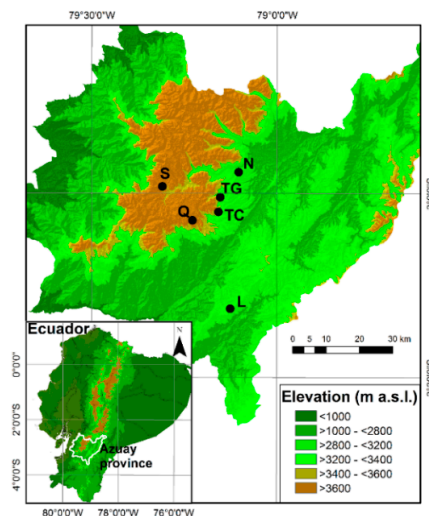 79°30'0"W 79°0'0"W
N
S
TG
Q
TC
L
0 5 10 20 30
km
Ecuador
N
0°0'0"
2°0'0"S
Azuay
province
4°0'0"S
80°0'0"W 78°0'0"W 76°0'0"W
Elevation (m a.s.l.)
<1000
>1000 - <2800
>2800 - <3200
>3200 - <3400
>3400 - <3600
>3600